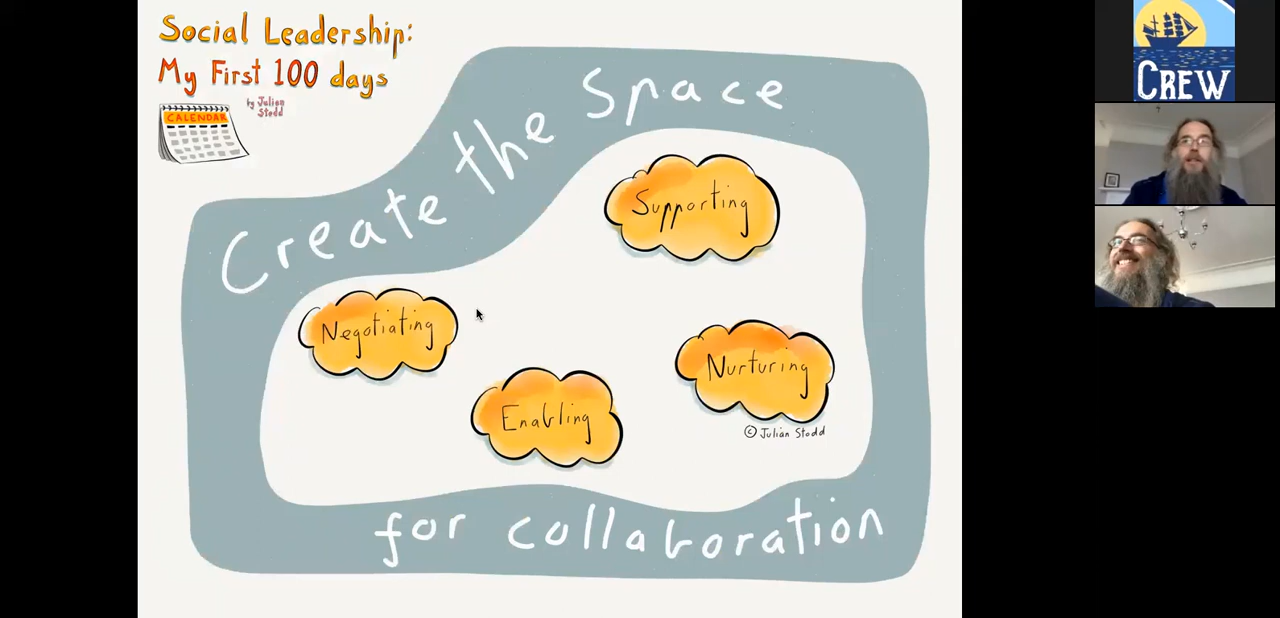 Social Leadership:
My First 100 days
by Julian
Stodd
CALENDAR
Create the Space
Supporting
Negotiating
Nurturing
Enabling
© Julian Stodd
for collaboration
CREW